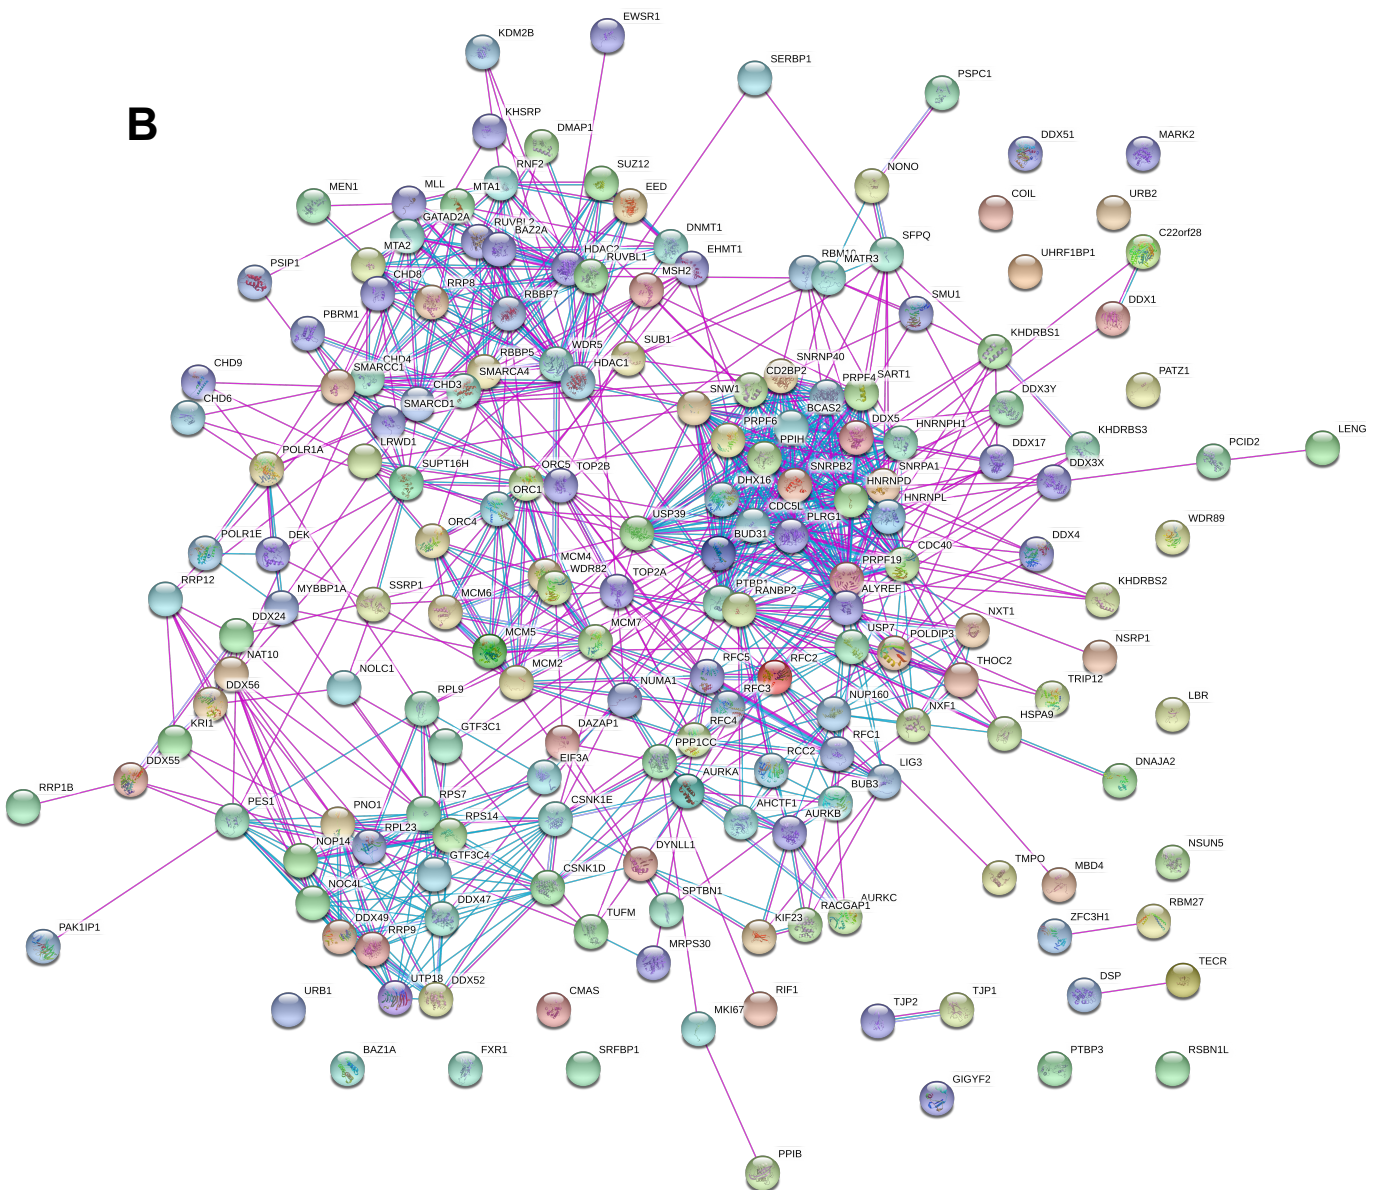 KDM2B
EWSR1
SERBP1
PSPC1
B
KHSRP
DMAP1
DDX51
MARK2
RNF2
SUZ12
NONO
MEN1
MLL
MTA1
EED
COIL
URB2
GATAD2A
RUVBL2
BAZ2A
DNMT1
SFPQ
C22orf28
MTA2
HDAC2
RUVBL1
EHMT1
RBM10
MATR3
UHRF1BP1
PSIP1
CHD8
RRP8
RBBP7
MSH2
SMU1
DDX1
PBRM1
KHDRBS1
CHD4
SMARCC1
RBBP5
SMARCA4
WDR5
HDAC1
SUB1
SNRNP40
CD2BP2
PRPF4
SART1
CHD9
CHD3
SNW1
PATZ1
CHD6
SMARCD1
BCAS2
DDX3Y
PRPF6
DDX5
HNRNPH1
LENG
LRWD1
PPIH
DDX17
KHDRBS3
PCID2
POLR1A
SUPT16H
ORC5
TOP2B
SNRPB2
SNRPA1
DDX3X
ORC1
DHX16
HNRNPD
HNRNPL
CDC5L
PLRG1
ORC4
USP39
BUD31
WDR89
POLR1E
DEK
CDC40
DDX4
MCM4
WDR82
TOP2A
PRPF19
RRP12
MYBBP1A
SSRP1
MCM6
PTBP1
RANBP2
ALYREF
KHDRBS2
DDX24
MCM5
MCM7
USP7
POLDIP3
NXT1
NSRP1
NAT10
NOLC1
MCM2
RFC5
RFC2
THOC2
TRIP12
DDX56
RPL9
NUMA1
RFC3
NUP160
NXF1
HSPA9
LBR
KRI1
GTF3C1
DAZAP1
RFC4
PPP1CC
RFC1
DDX55
EIF3A
AURKA
RCC2
LIG3
DNAJA2
RRP1B
PES1
PNO1
RPS7
CSNK1E
AHCTF1
BUB3
RPL23
RPS14
AURKB
NOP14
GTF3C4
DYNLL1
TMPO
MBD4
NSUN5
NOC4L
CSNK1D
SPTBN1
AURKC
RACGAP1
DDX49
DDX47
TUFM
KIF23
ZFC3H1
RBM27
PAK1IP1
RRP9
MRPS30
UTP18
DDX52
DSP
TECR
URB1
CMAS
MKI67
RIF1
TJP2
TJP1
BAZ1A
FXR1
SRFBP1
PTBP3
RSBN1L
GIGYF2
PPIB